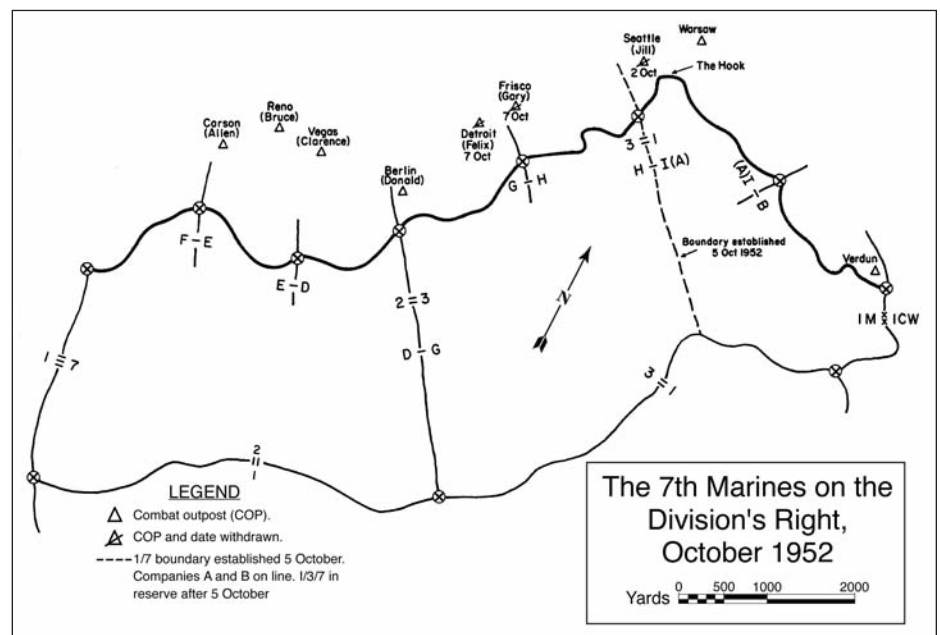 Warsaw
Seattle
(Jill)
2 Oct
The Hook
Frisco
(Gary)
7 Oct
Reno
(Bruce)
Carson
(Allen)
Vegas
(Clarence)
Detroit
(Felix)
7 Oct
Berlin
(Donald)
3 1
H I(A)
G H
(A)I B
F E
Boundary established
5 Oct 1952
Verdun
E D
N
2 3
1M 1CW
D G
1 7
3 1
2
1
LEGEND
Combat outpost (COP).
COP and date withdrawn.
1/7 boundary established 5 October.
Companies A and B on line. I/3/7 in
reserve after 5 October
The 7th Marines on the
Division's Right,
October 1952
0 500 1000 2000
Yards